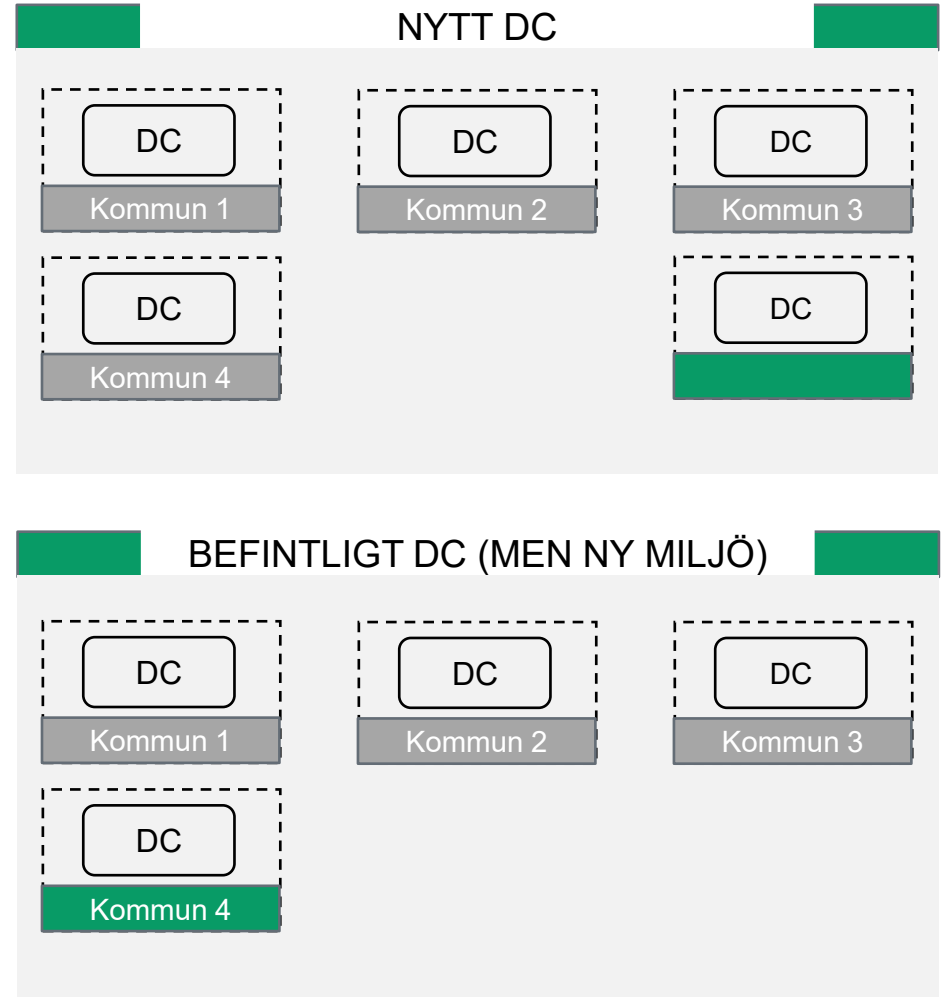 NYTT DC
DC
DC
DC
Kommun 1
Kommun 2
Kommun 3
DC
DC
Kommun 4
BEFINTLIGT DC (MEN NY MILJÖ)
DC
DC
DC
Kommun 1
Kommun 2
Kommun 3
DC
Kommun 4